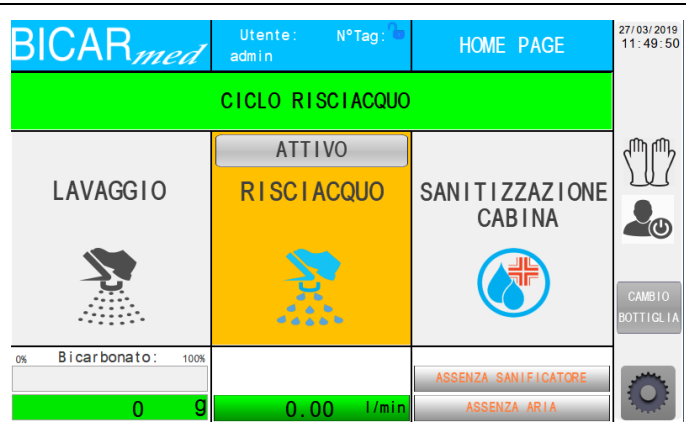 BICARmed
Utente: N°Tag:
admin
HOME PAGE
27/03/2019
11:49:50
CICLO RISCIACQUO
LAVAGGIO
ATTIVO
RISCIACQUO
SANITIZZAZIONE
CABINA
CAMBIO
BOTTIGLIA
0% Bicarbonato: 100%
0 g
0.00 l/min
ASSENZA SANIFICATORE
ASSENZA ARIA